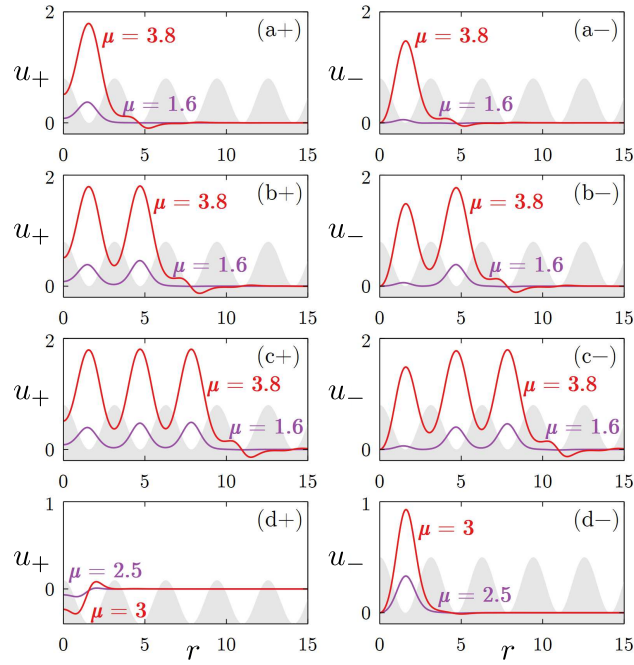 2 (a+) 2 (a−)
u₊ μ = 3.8 u₋ μ = 3.8
μ = 1.6 μ = 1.6
0 0
0 5 10 15 0 5 10 15
2 (b+) 2 (b−)
u₊ μ = 3.8 u₋ μ = 3.8
μ = 1.6 μ = 1.6
0 0
0 5 10 15 0 5 10 15
2 (c+) 2 (c−)
u₊ μ = 3.8 u₋ μ = 3.8
μ = 1.6 μ = 1.6
0 0
0 5 10 15 0 5 10 15
1 (d+) 1 (d−)
u₊ μ = 2.5 u₋ μ = 3
0 μ = 3 μ = 2.5
0
0 5 10 15 0 5 10 15
r r